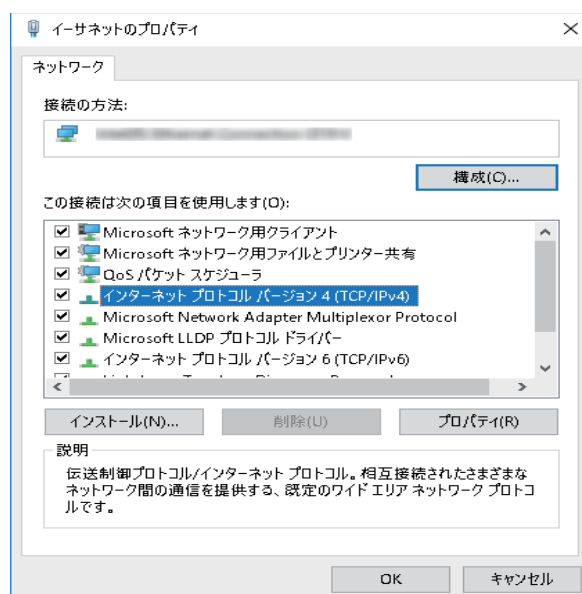 イーサネットのプロパティ
ネットワーク
接続の方法:
構成(C)...
この接続は次の項目を使用します(O):
Microsoft ネットワーク用クライアント
Microsoft ネットワーク用ファイルとプリンター共有
QoS パケット スケジューラ
インターネット プロトコル バージョン 4 (TCP/IPv4)
Microsoft Network Adapter Multiplexor Protocol
Microsoft LLDP プロトコル ドライバー
インターネット プロトコル バージョン 6 (TCP/IPv6)
インストール(N)...
削除(U)
プロパティ(R)
説明
伝送制御プロトコル/インターネット プロトコル。相互接続されたさまざまな
ネットワーク間の通信を提供する、既定のワイド エリア ネットワーク プロトコ
ルです。
OK
キャンセル